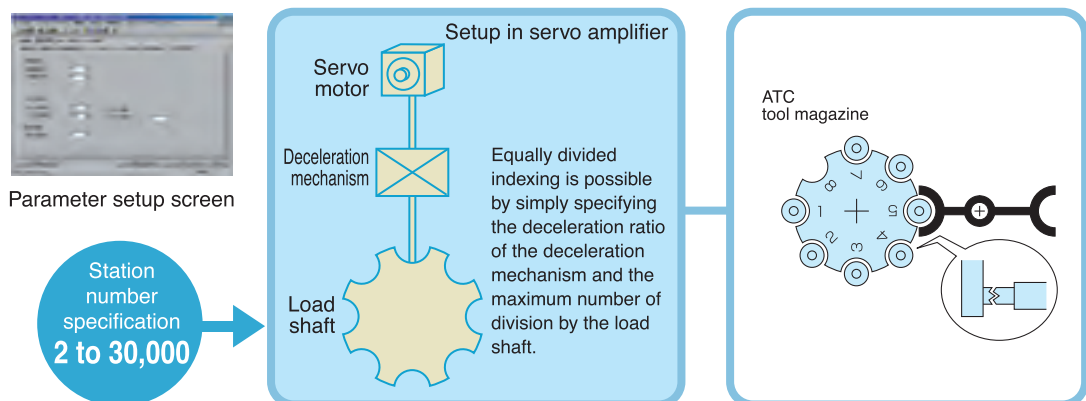 Parameter setup screen
Station
number
specification
2 to 30,000
Setup in servo amplifier
Servo
motor
Deceleration
mechanism
Load
shaft
Equally divided
indexing is possible
by simply specifying
the deceleration ratio
of the deceleration
mechanism and the
maximum number of
division by the load
shaft.
ATC
tool magazine
1
2
3
4
5
6
7
8